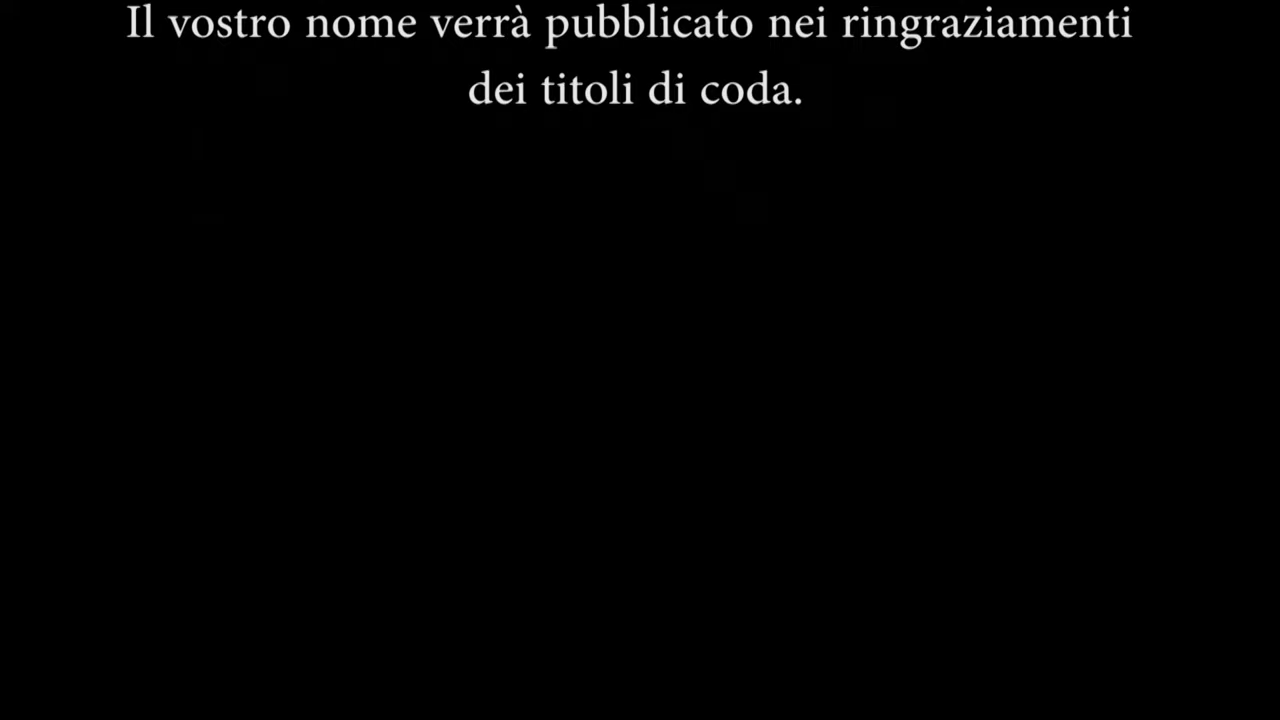 Il vostro nome verrà pubblicato nei ringraziamenti
dei titoli di coda.